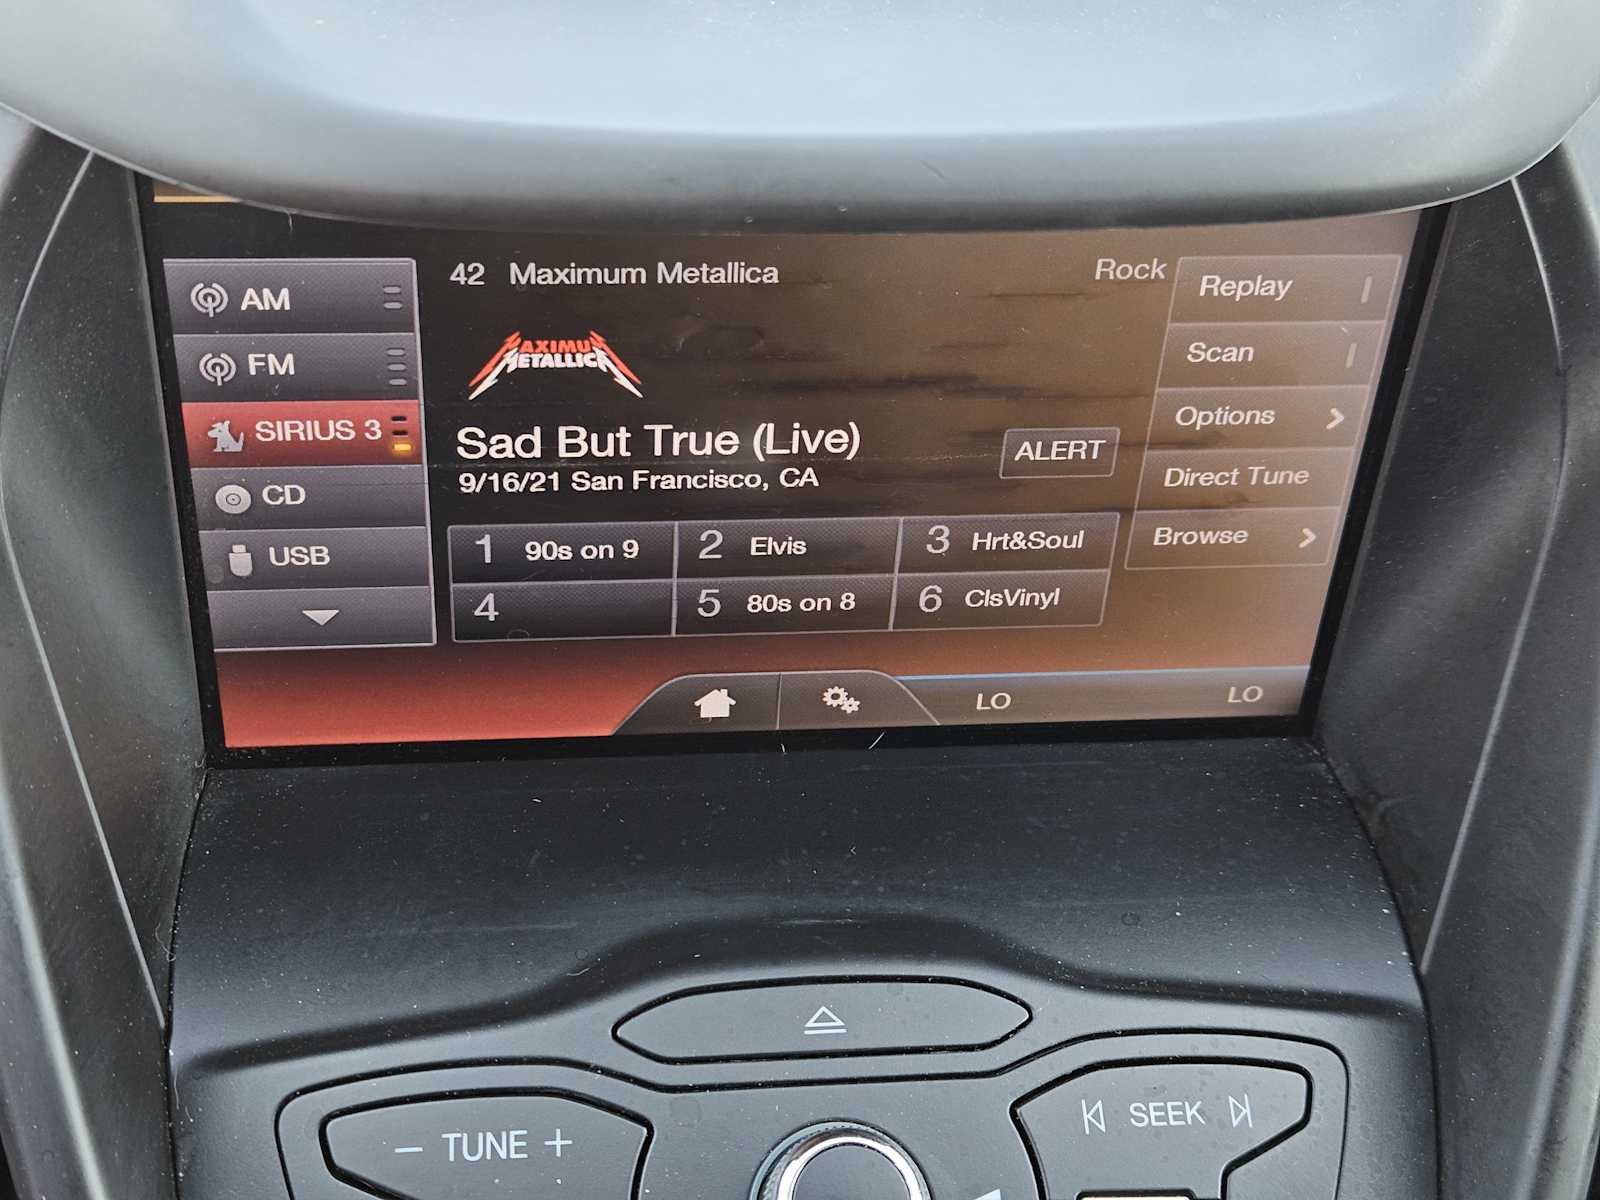 42 Maximum Metallica
Rock
AM
FM
SIRIUS 3
CD
USB
MAXIMUM
METALLICA
Sad But True (Live)
9/16/21 San Francisco, CA
ALERT
1 90s on 9
2 Elvis
3 Hrt&Soul
4
5 80s on 8
6 ClsVinyl
Replay
Scan
Options
Direct Tune
Browse
LO
LO
− TUNE +
SEEK